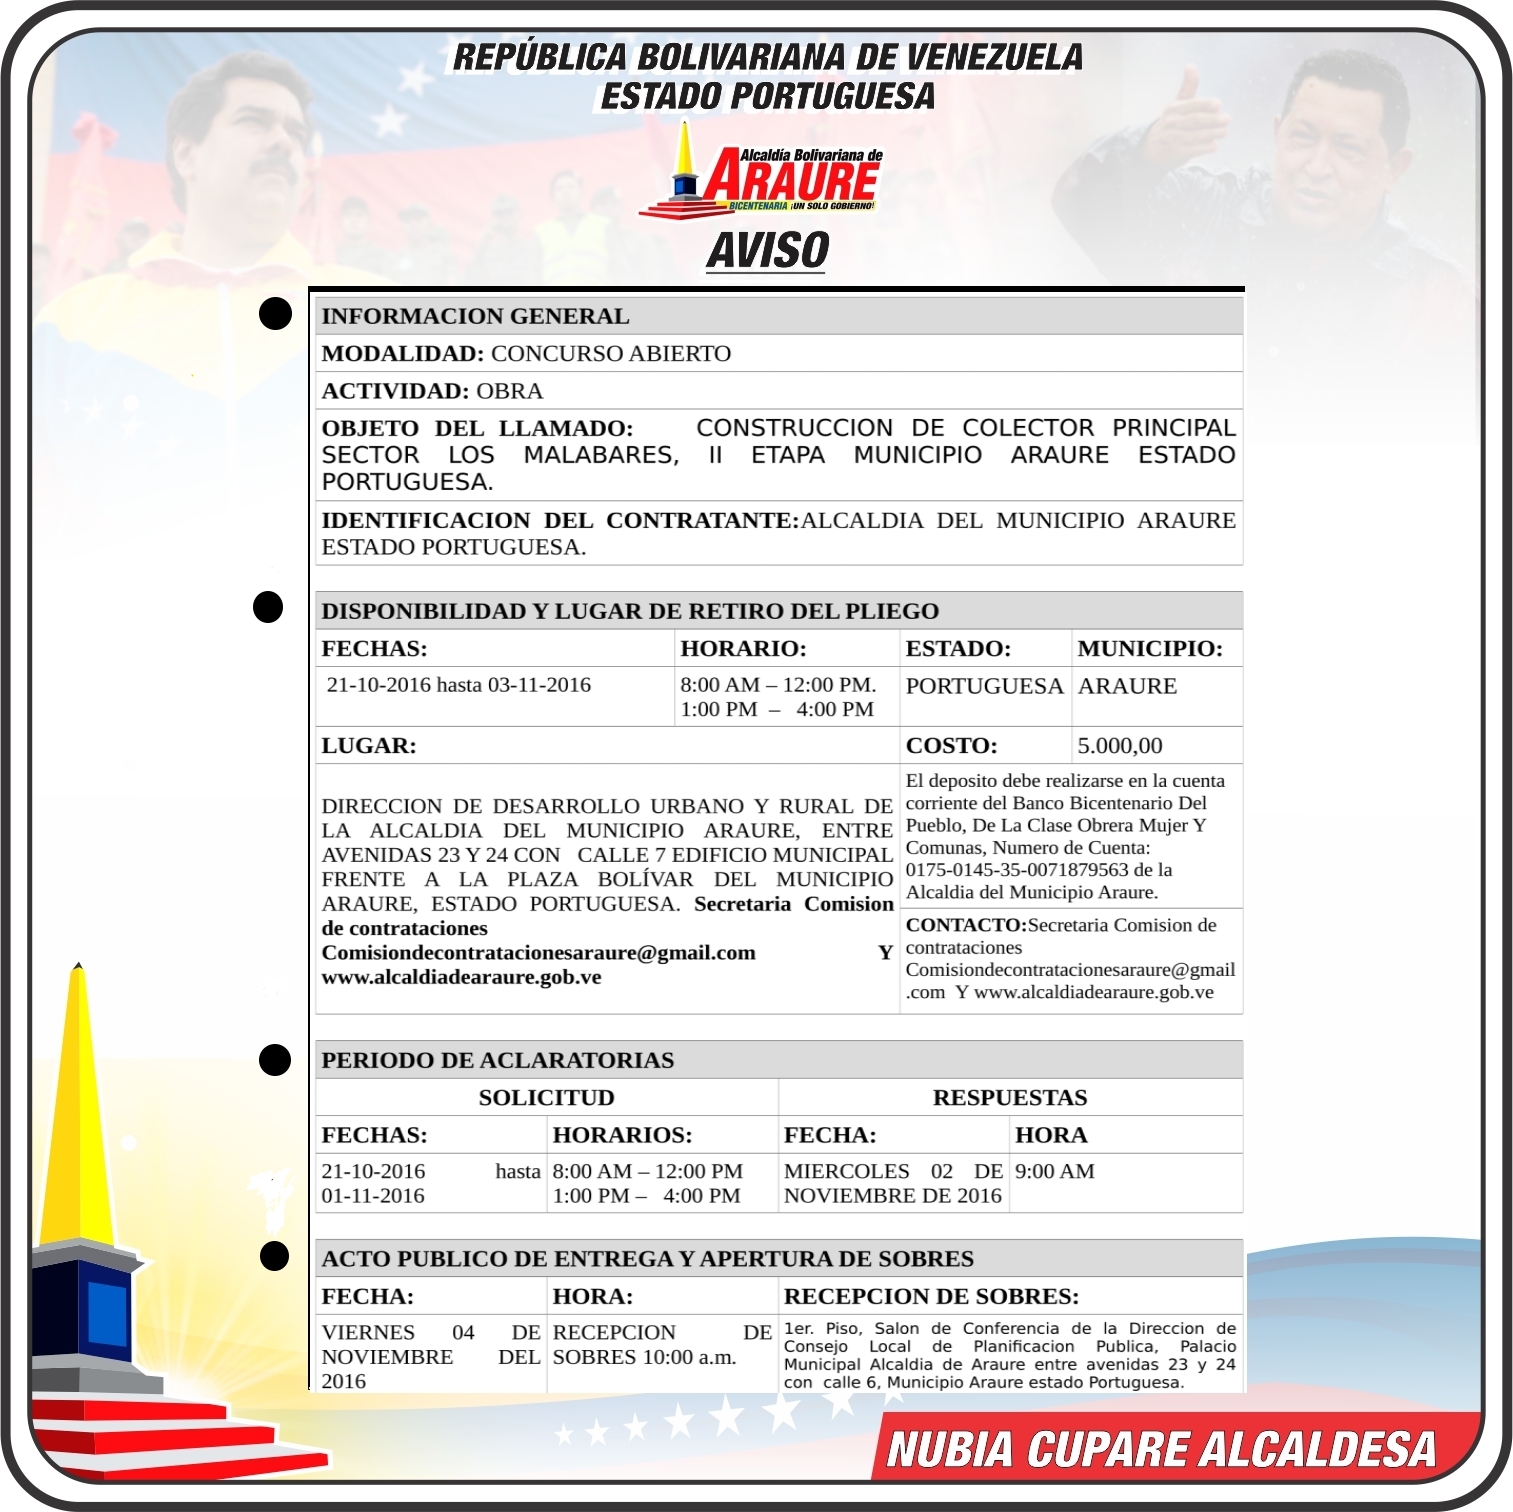 REPÚBLICA BOLIVARIANA DE VENEZUELA
ESTADO PORTUGUESA
Alcaldía Bolivariana de
ARAURE
BICENTENARIA ¡UN SOLO GOBIERNO!
AVISO
INFORMACION GENERAL
MODALIDAD: CONCURSO ABIERTO
ACTIVIDAD: OBRA
OBJETO DEL LLAMADO: CONSTRUCCION DE COLECTOR PRINCIPAL
SECTOR LOS MALABARES, II ETAPA MUNICIPIO ARAURE ESTADO
PORTUGUESA.
IDENTIFICACION DEL CONTRATANTE:ALCALDIA DEL MUNICIPIO ARAURE
ESTADO PORTUGUESA.
DISPONIBILIDAD Y LUGAR DE RETIRO DEL PLIEGO
FECHAS: HORARIO: ESTADO: MUNICIPIO:
21-10-2016 hasta 03-11-2016 8:00 AM – 12:00 PM. PORTUGUESA ARAURE
1:00 PM – 4:00 PM
LUGAR: COSTO: 5.000,00
DIRECCION DE DESARROLLO URBANO Y RURAL DE
LA ALCALDIA DEL MUNICIPIO ARAURE, ENTRE
AVENIDAS 23 Y 24 CON CALLE 7 EDIFICIO MUNICIPAL
FRENTE A LA PLAZA BOLÍVAR DEL MUNICIPIO
ARAURE, ESTADO PORTUGUESA. Secretaria Comision
de contrataciones
Comisiondecontratacionesaraure@gmail.com Y
www.alcaldiadearaure.gob.ve
El deposito debe realizarse en la cuenta
corriente del Banco Bicentenario Del
Pueblo, De La Clase Obrera Mujer Y
Comunas, Numero de Cuenta:
0175-0145-35-0071879563 de la
Alcaldia del Municipio Araure.
CONTACTO:Secretaria Comision de
contrataciones
Comisiondecontratacionesaraure@gmail
.com Y www.alcaldiadearaure.gob.ve
PERIODO DE ACLARATORIAS
SOLICITUD RESPUESTAS
FECHAS: HORARIOS: FECHA: HORA
21-10-2016 hasta 8:00 AM – 12:00 PM MIERCOLES 02 DE 9:00 AM
01-11-2016 1:00 PM – 4:00 PM NOVIEMBRE DE 2016
ACTO PUBLICO DE ENTREGA Y APERTURA DE SOBRES
FECHA: HORA: RECEPCION DE SOBRES:
VIERNES 04 DE
NOVIEMBRE DEL
2016
RECEPCION DE
SOBRES 10:00 a.m.
1er. Piso, Salon de Conferencia de la Direccion de
Consejo Local de Planificacion Publica, Palacio
Municipal Alcaldia de Araure entre avenidas 23 y 24
con calle 6, Municipio Araure estado Portuguesa.
NUBIA CUPARE ALCALDESA